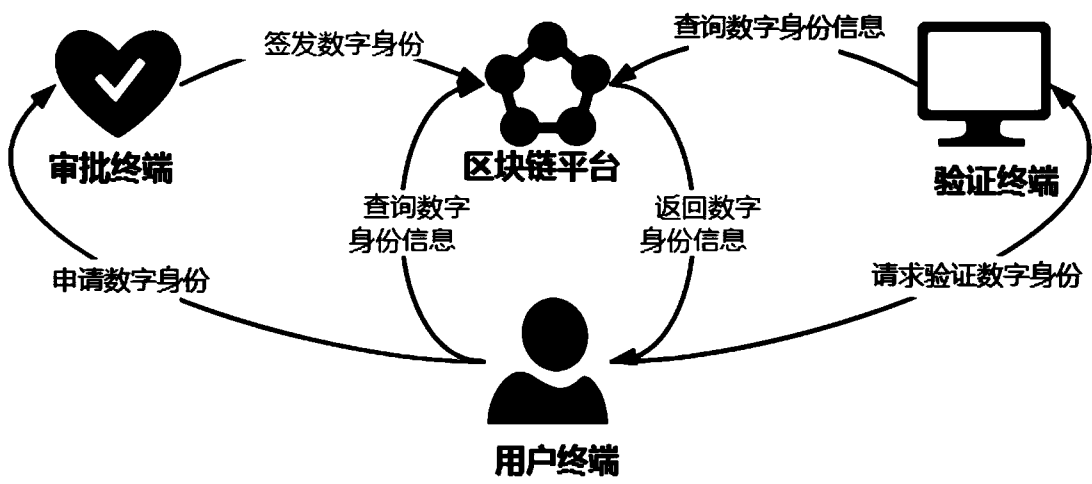 签发数字身份
查询数字身份信息
审批终端
区块链平台
验证终端
查询数字
身份信息
返回数字
身份信息
申请数字身份
请求验证数字身份
用户终端